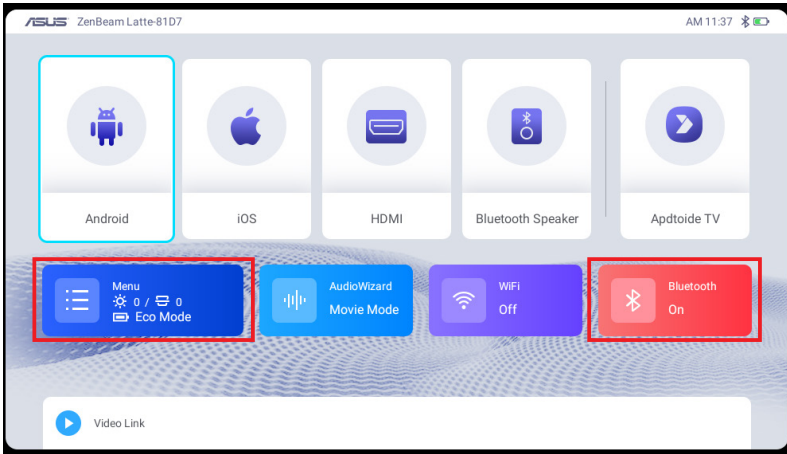 ASUS ZenBeam Latte-81D7
AM 11:37
Android
iOS
HDMI
Bluetooth Speaker
Apdtoide TV
Menu
0 / 0
Eco Mode
AudioWizard
Movie Mode
WiFi
Off
Bluetooth
On
Video Link